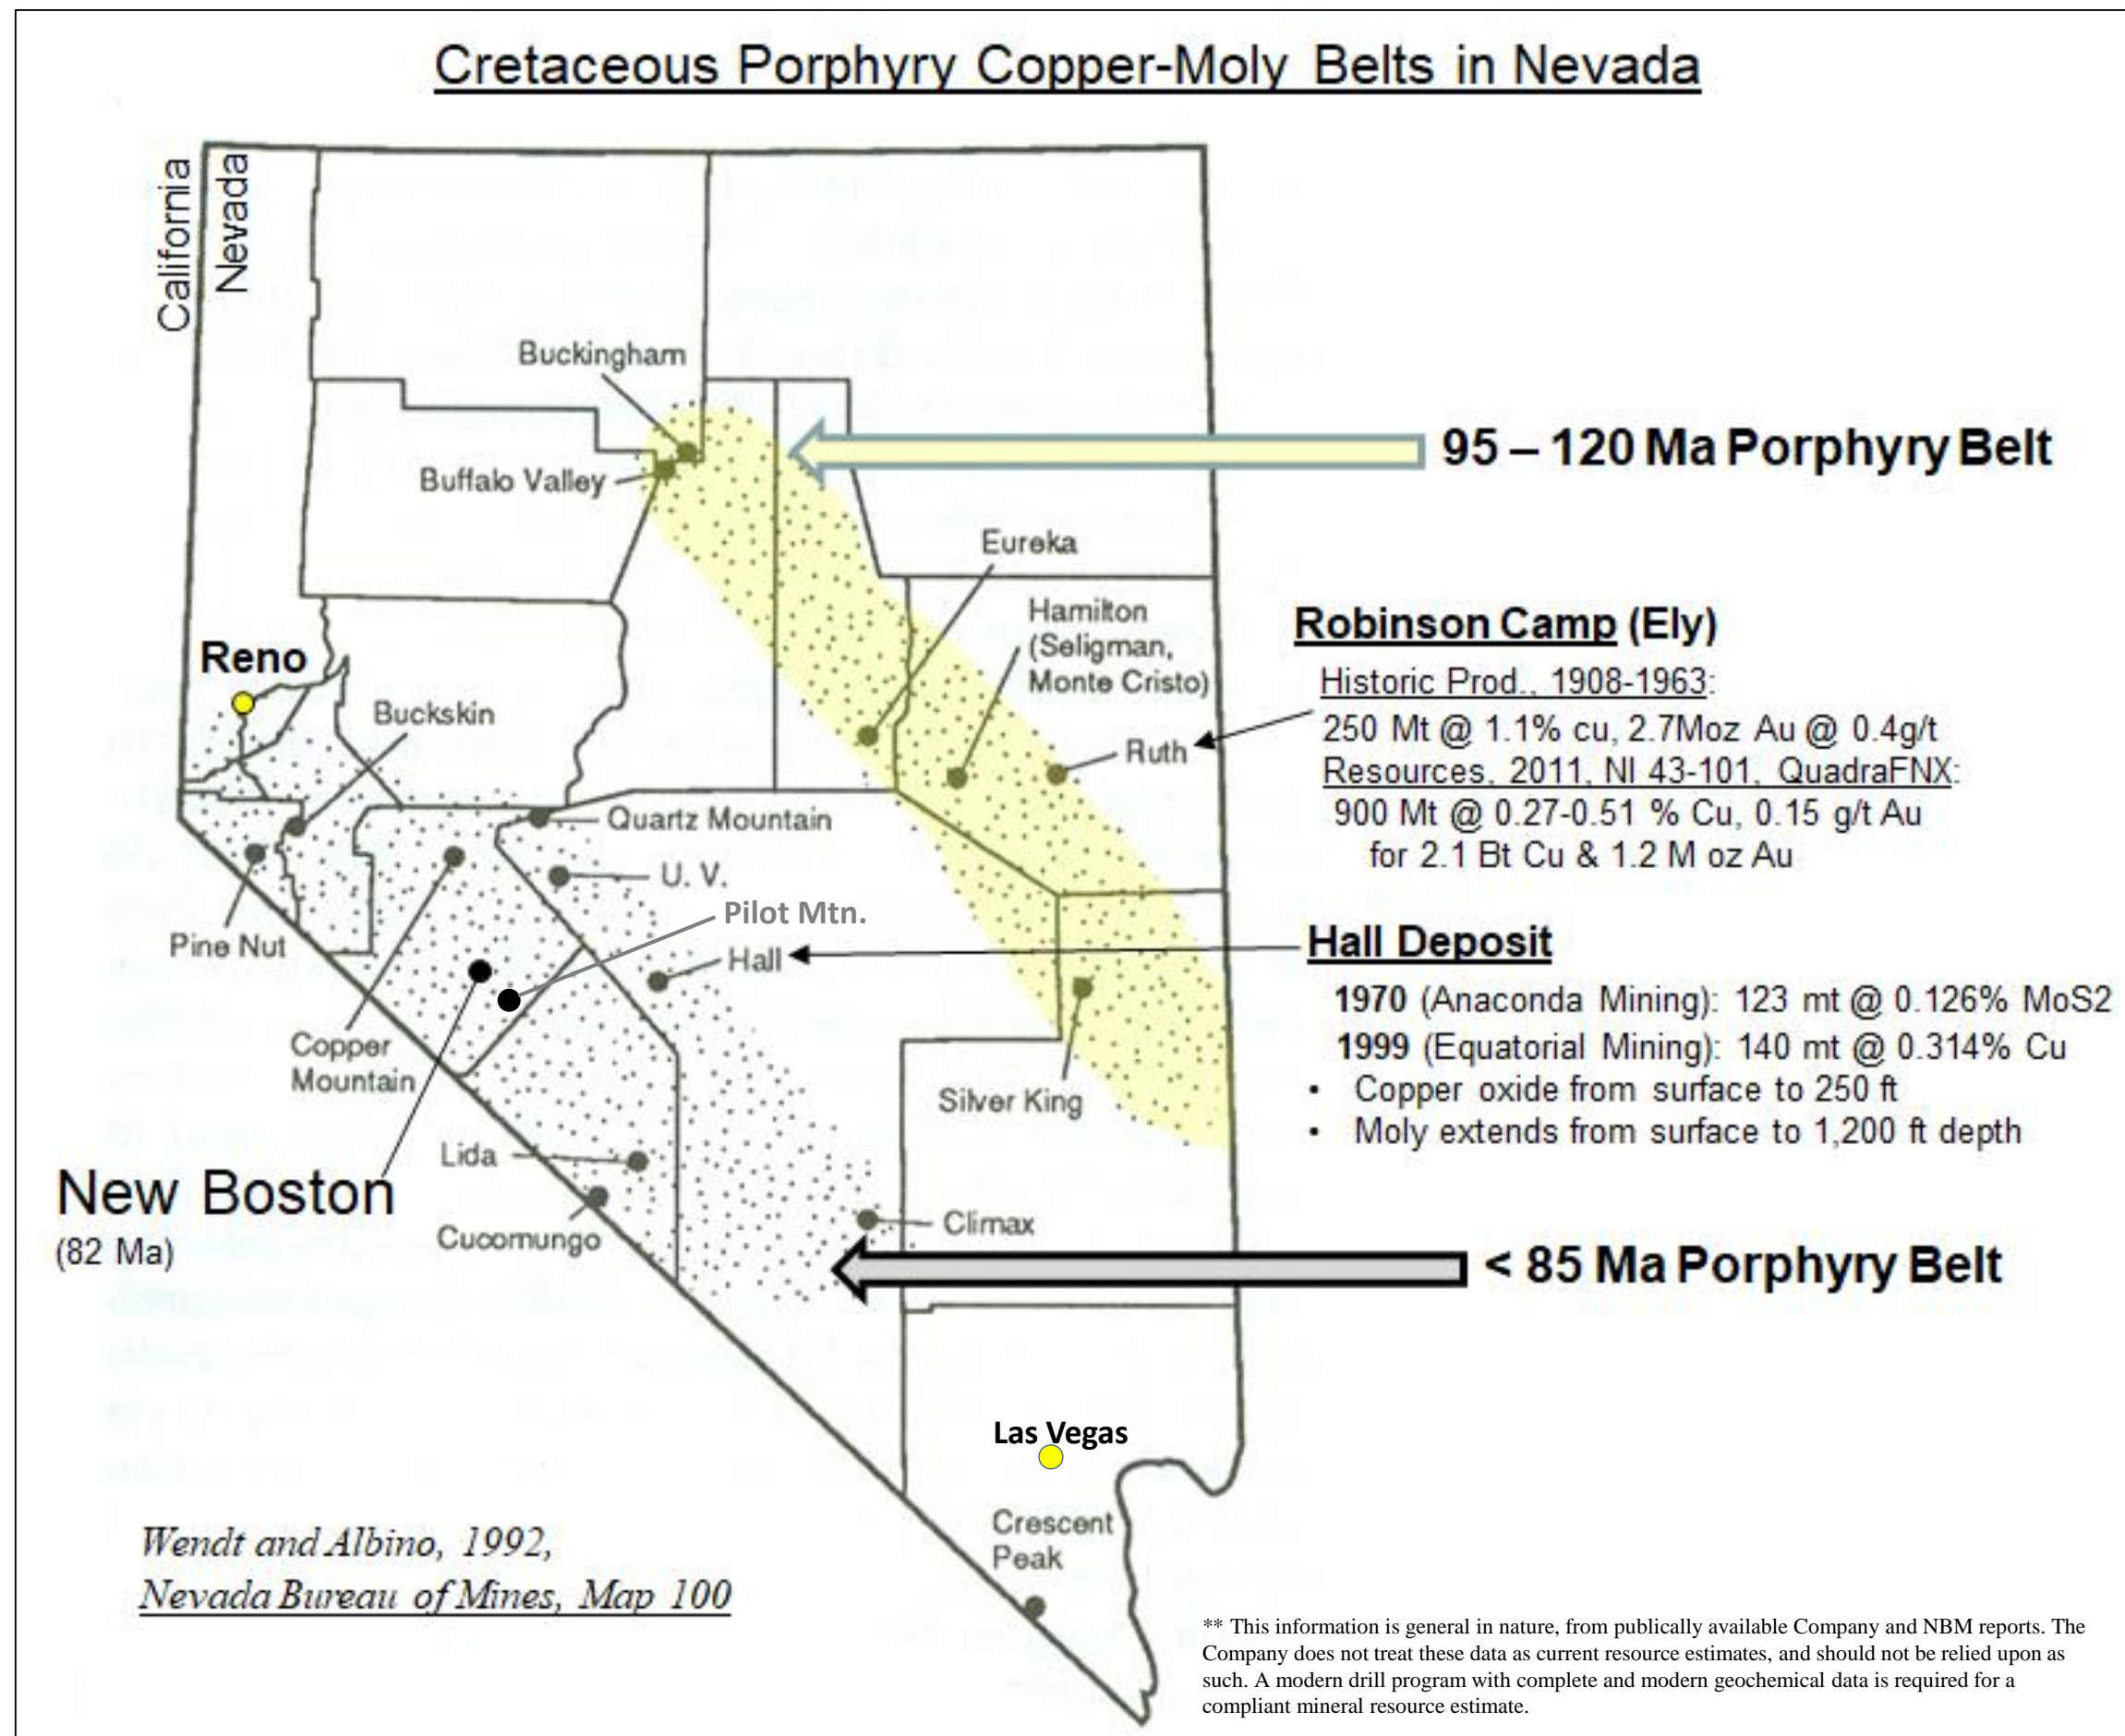 Cretaceous Porphyry Copper-Moly Belts in Nevada
California
Nevada
Buckingham
95 – 120 Ma Porphyry Belt
Buffalo Valley
Eureka
Hamilton
(Seligman,
Monte Cristo)
Robinson Camp (Ely)
Reno
Historic Prod., 1908-1963:
Buckskin
250 Mt @ 1.1% cu, 2.7Moz Au @ 0.4g/t
Ruth
Resources, 2011, NI 43-101, QuadraFNX:
900 Mt @ 0.27-0.51 % Cu, 0.15 g/t Au
for 2.1 Bt Cu & 1.2 M oz Au
Quartz Mountain
U. V.
Pilot Mtn.
Pine Nut
Hall
Hall Deposit
1970 (Anaconda Mining): 123 mt @ 0.126% MoS2
1999 (Equatorial Mining): 140 mt @ 0.314% Cu
• Copper oxide from surface to 250 ft
• Moly extends from surface to 1,200 ft depth
Copper
Mountain
Silver King
Lida
New Boston
(82 Ma)
Cucomungo
Climax
< 85 Ma Porphyry Belt
Las Vegas
Crescent
Peak
Wendt and Albino, 1992,
Nevada Bureau of Mines, Map 100
** This information is general in nature, from publically available Company and NBM reports. The
Company does not treat these data as current resource estimates, and should not be relied upon as
such. A modern drill program with complete and modern geochemical data is required for a
compliant mineral resource estimate.